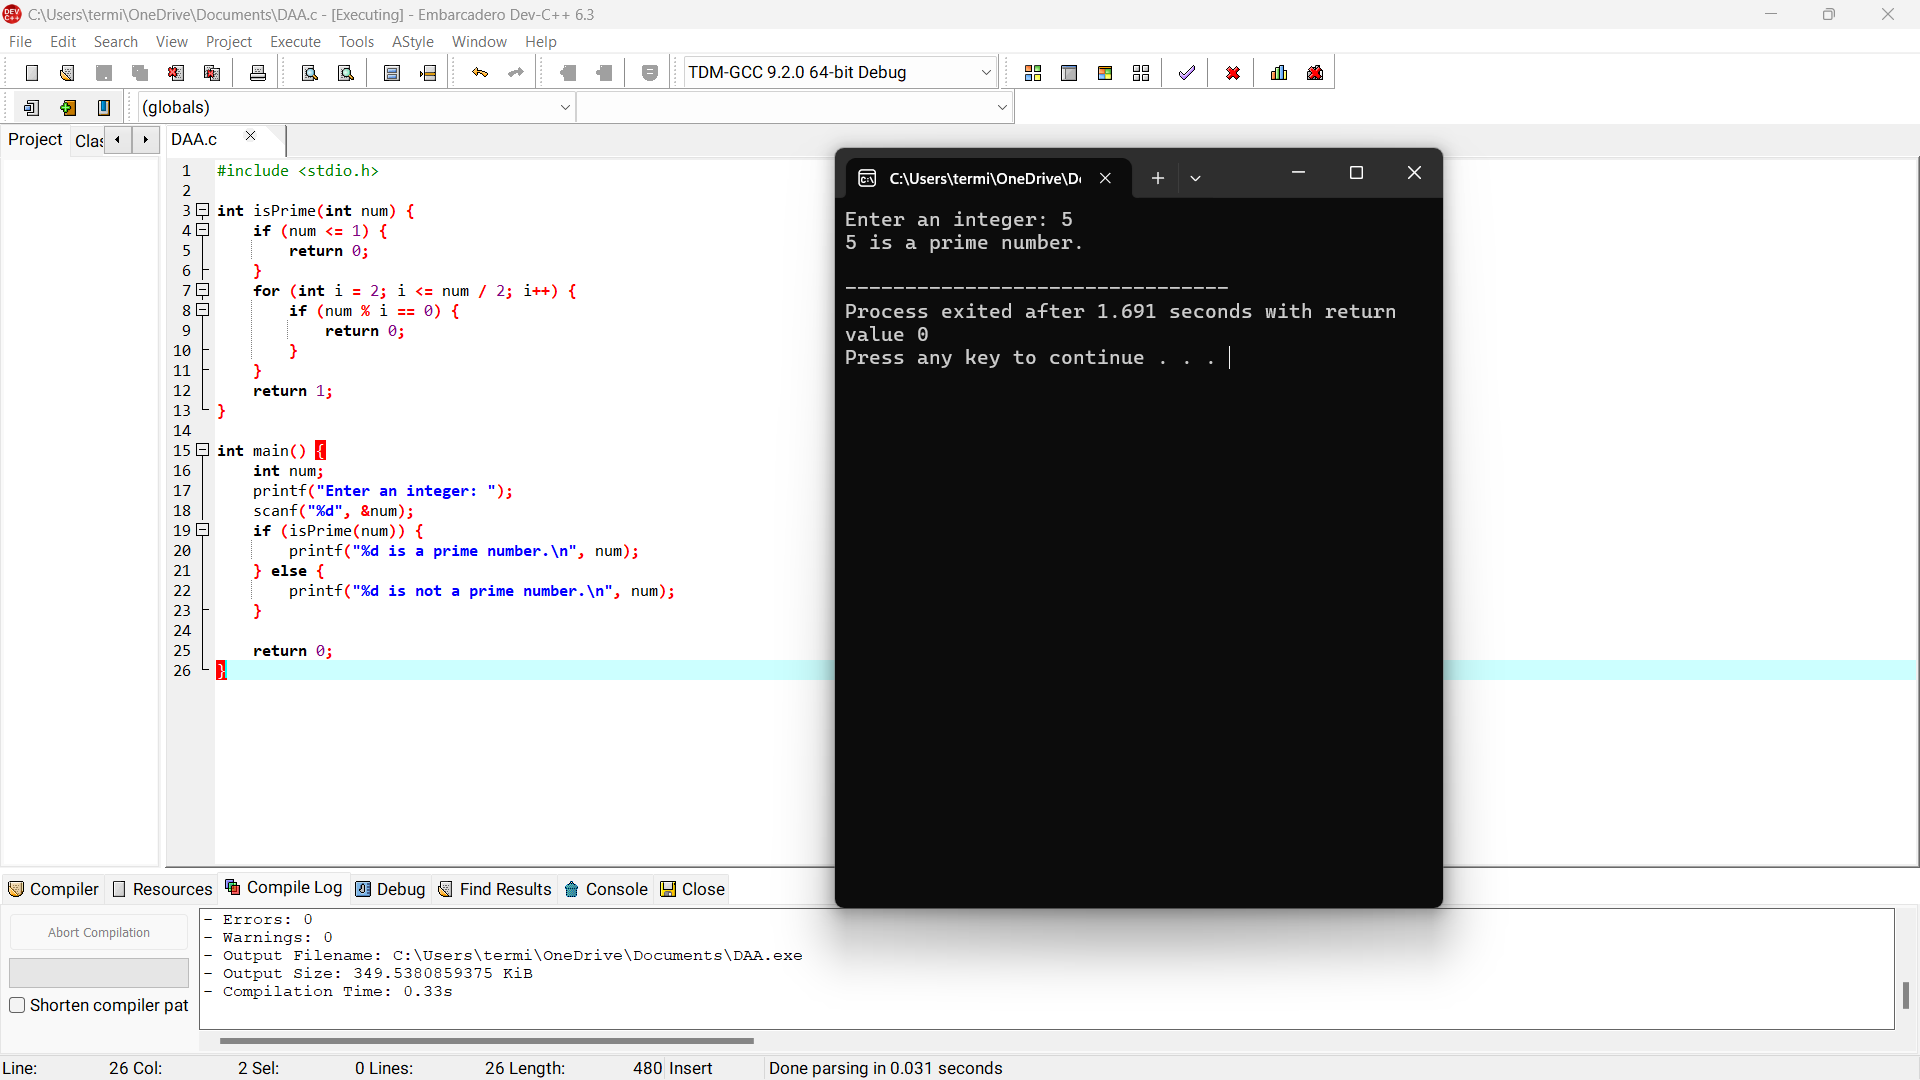 C:\Users\termi\OneDrive\Documents\DAA.c - [Executing] - Embarcadero Dev-C++ 6.3
File Edit Search View Project Execute Tools AStyle Window Help
TDM-GCC 9.2.0 64-bit Debug
(globals)
Project Clas
DAA.c
1 #include <stdio.h>
2
3 int isPrime(int num) {
4     if (num <= 1) {
5         return 0;
6     }
7     for (int i = 2; i <= num / 2; i++) {
8         if (num % i == 0) {
9             return 0;
10         }
11     }
12     return 1;
13 }
14
15 int main() {
16     int num;
17     printf("Enter an integer: ");
18     scanf("%d", &num);
19     if (isPrime(num)) {
20         printf("%d is a prime number.\n", num);
21     } else {
22         printf("%d is not a prime number.\n", num);
23     }
24
25     return 0;
26 }
C:\Users\termi\OneDrive\D
Enter an integer: 5
5 is a prime number.
--------------------------------
Process exited after 1.691 seconds with return
value 0
Press any key to continue . . .
Compiler Resources Compile Log Debug Find Results Console Close
Abort Compilation
Shorten compiler pat
- Errors: 0
- Warnings: 0
- Output Filename: C:\Users\termi\OneDrive\Documents\DAA.exe
- Output Size: 349.5380859375 KiB
- Compilation Time: 0.33s
Line: 26 Col: 2 Sel: 0 Lines: 26 Length: 480 Insert Done parsing in 0.031 seconds